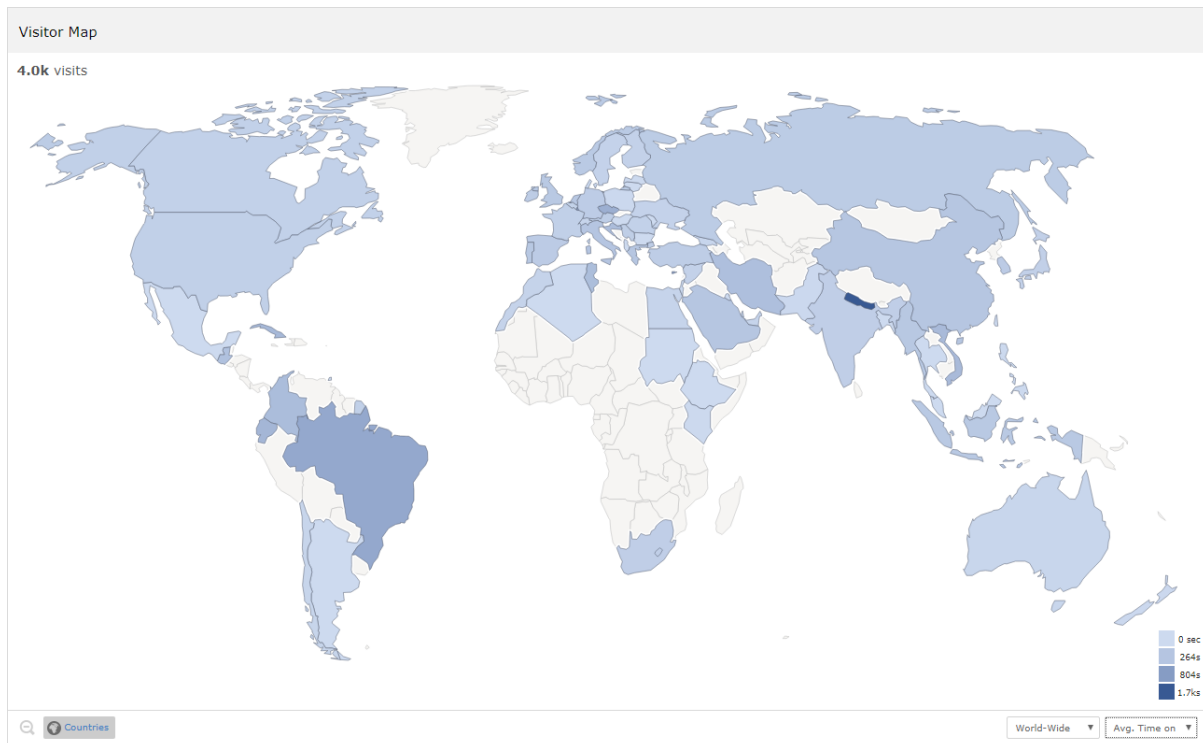 Visitor Map
4.0k visits
0 sec
264s
804s
1.7ks
Countries
World-Wide
Avg. Time on